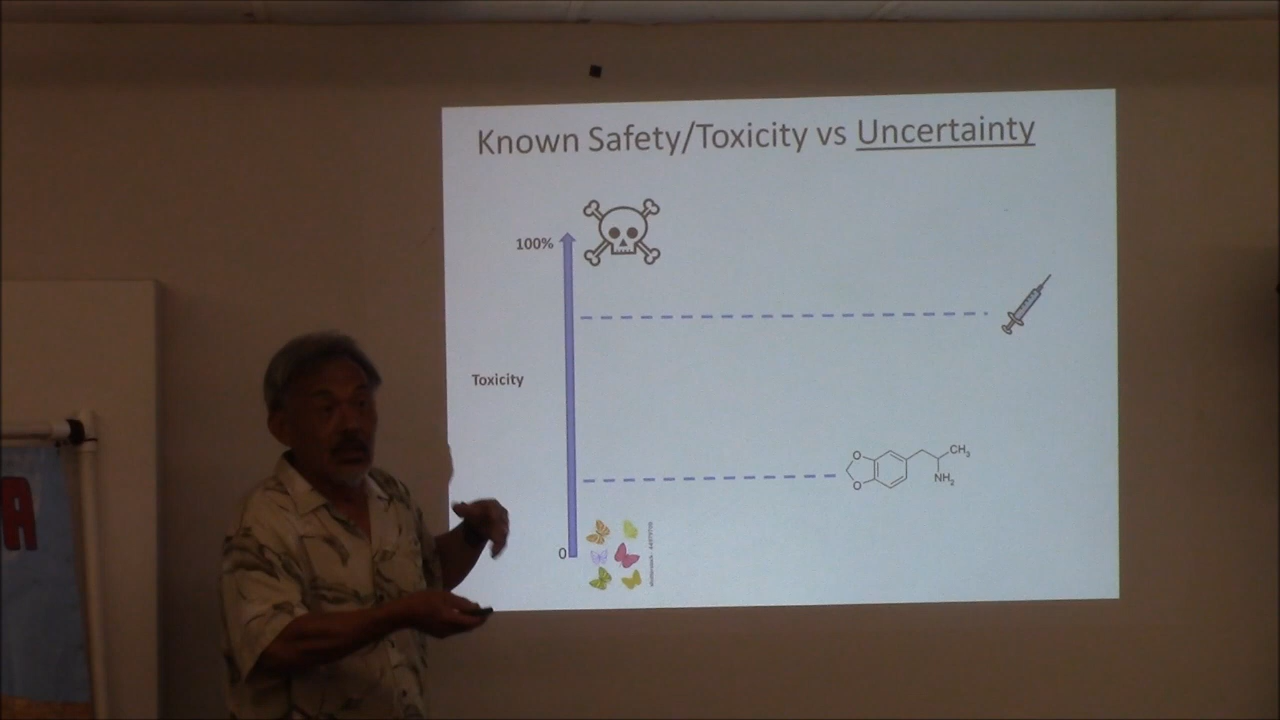 Known Safety/Toxicity vs Uncertainty
100%
Toxicity
O
O
CH3
NH2
0
A